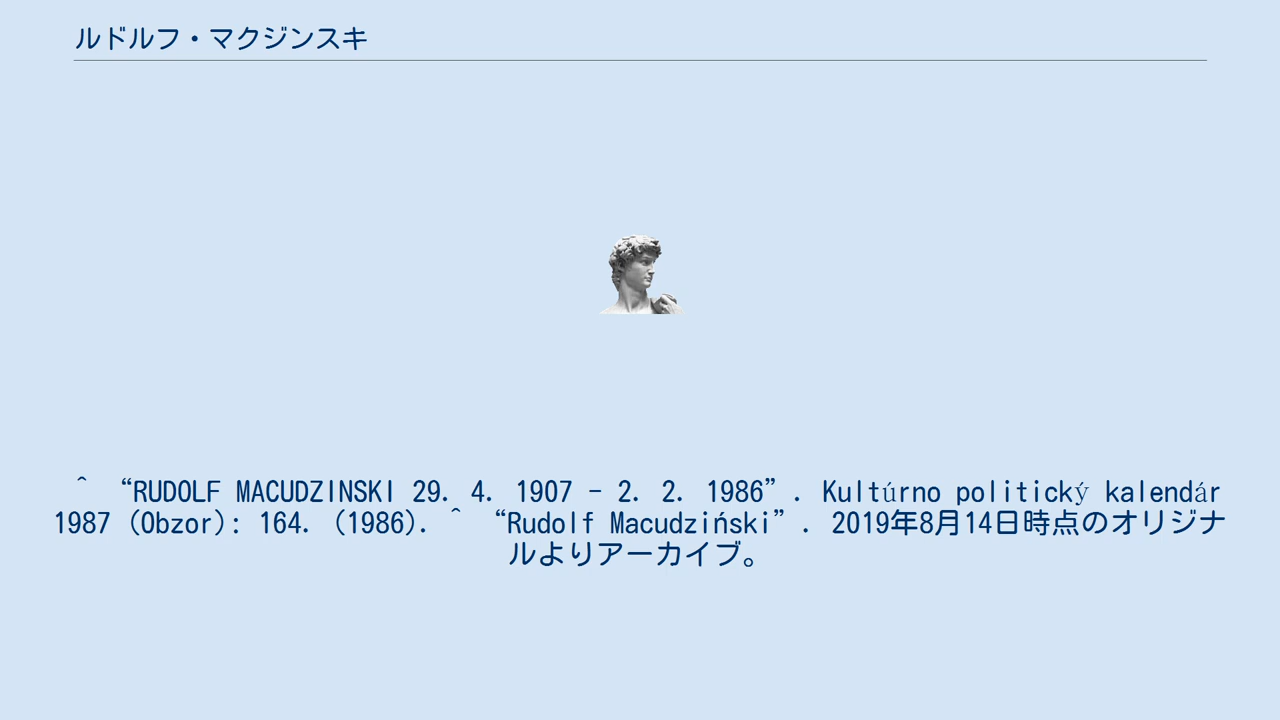 ルドルフ・マクジンスキ
^ “RUDOLF MACUDZINSKI 29. 4. 1907 - 2. 2. 1986”. Kultúrno politický kalendár
1987 (Obzor): 164. (1986). ^ “Rudolf Macudziński”. 2019年8月14日時点のオリジナ
ルよりアーカイブ。